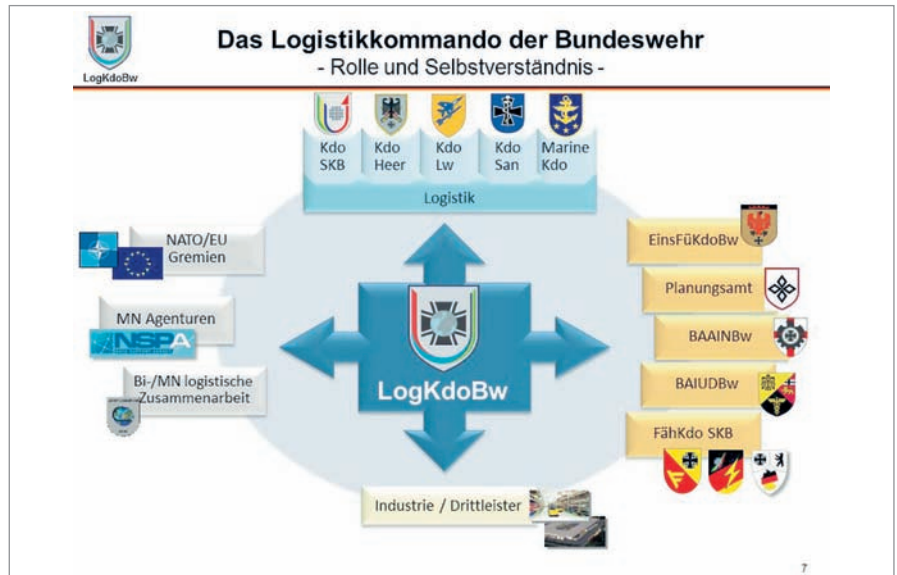 Das Logistikkommando der Bundeswehr
- Rolle und Selbstverständnis -
LogKdoBw
Kdo SKB
Kdo Heer
Kdo Lw
Kdo San
Marine Kdo
Logistik
NATO/EU
Gremien
MN Agenturen
NSPA
Bi-/MN logistische
Zusammenarbeit
LogKdoBw
EinsFüKdoBw
Planungsamt
BAAINBw
BAIUDBw
FähKdo SKB
Industrie / Drittleister
7